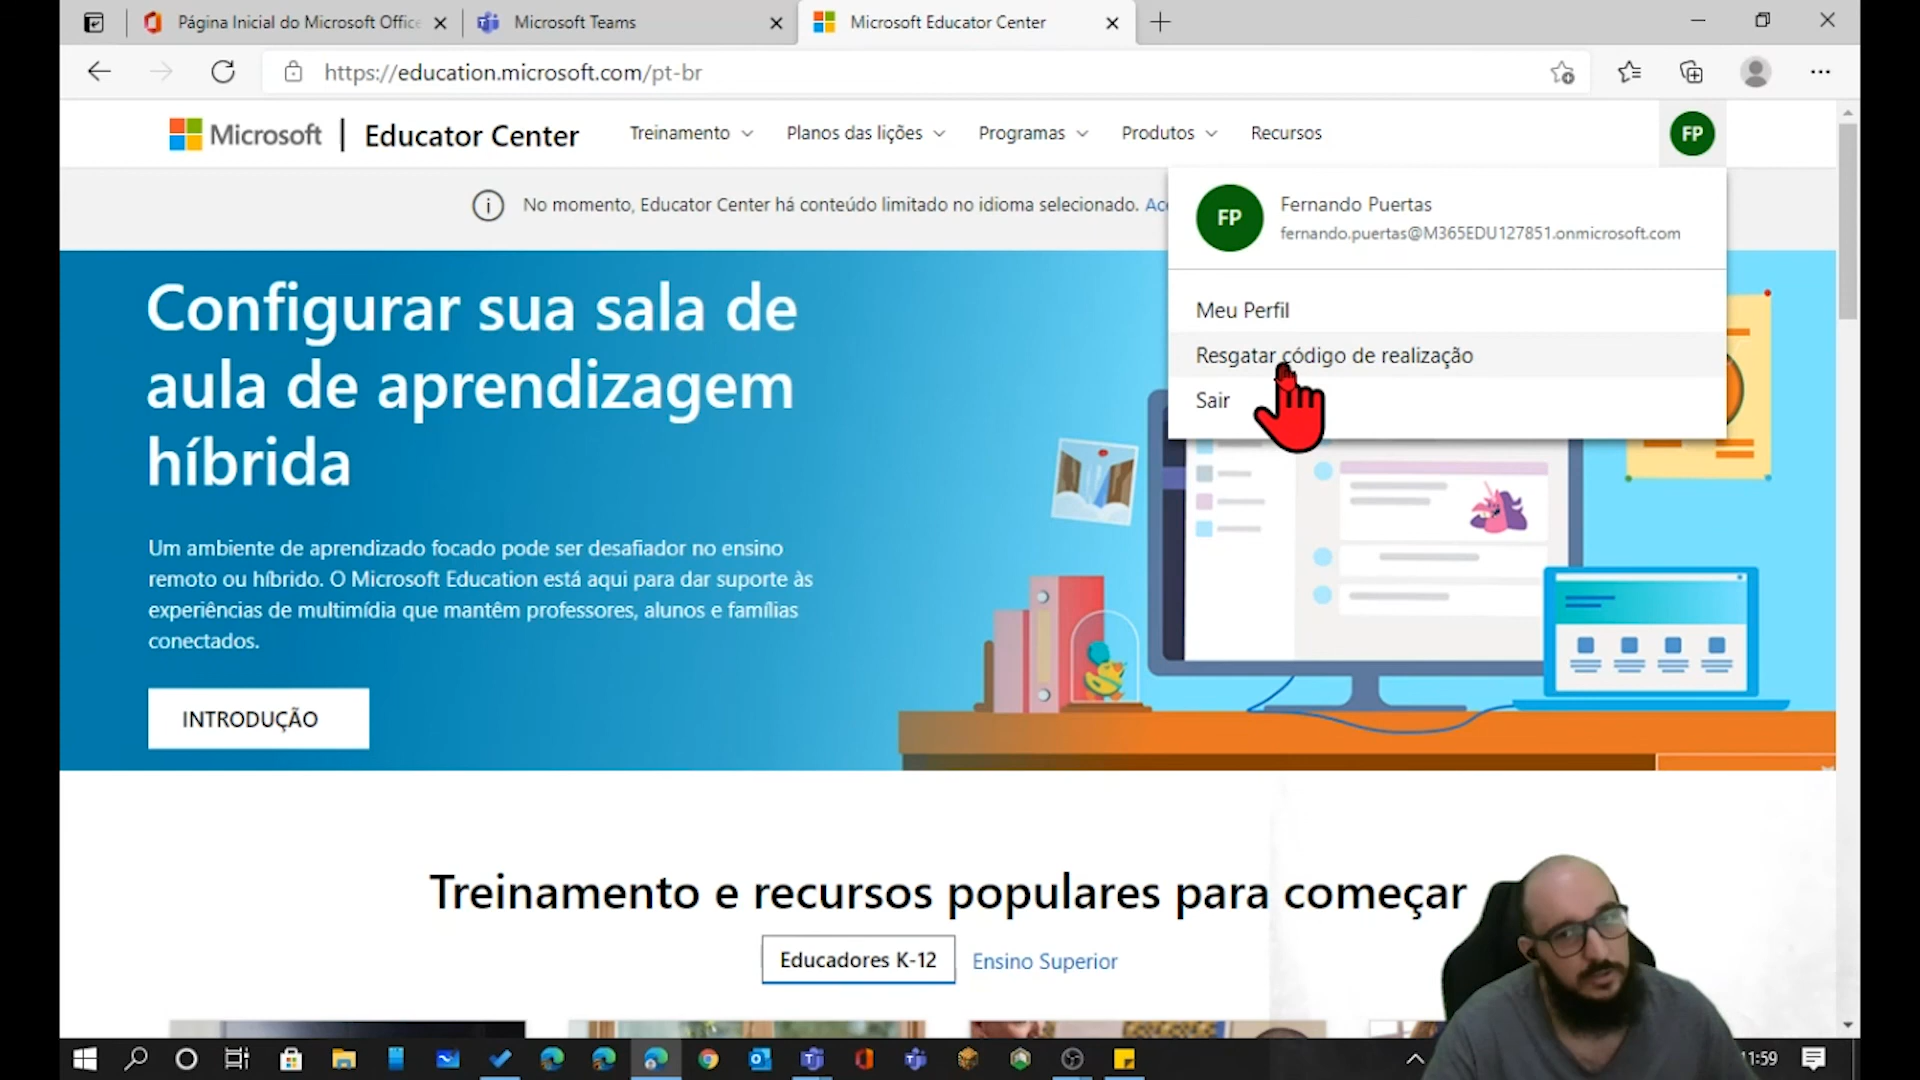 Página Inicial do Microsoft Office
Microsoft Teams
Microsoft Educator Center
https://education.microsoft.com/pt-br
Microsoft | Educator Center
Treinamento
Planos das lições
Programas
Produtos
Recursos
FP
No momento, Educator Center há conteúdo limitado no idioma selecionado.
FP
Fernando Puertas
fernando.puertas@M365EDU127851.onmicrosoft.com
Meu Perfil
Resgatar código de realização
Sair
Configurar sua sala de
aula de aprendizagem
híbrida
Um ambiente de aprendizado focado pode ser desafiador no ensino
remoto ou híbrido. O Microsoft Education está aqui para dar suporte às
experiências de multimídia que mantêm professores, alunos e famílias
conectados.
INTRODUÇÃO
Treinamento e recursos populares para começar
Educadores K-12
Ensino Superior
11:59